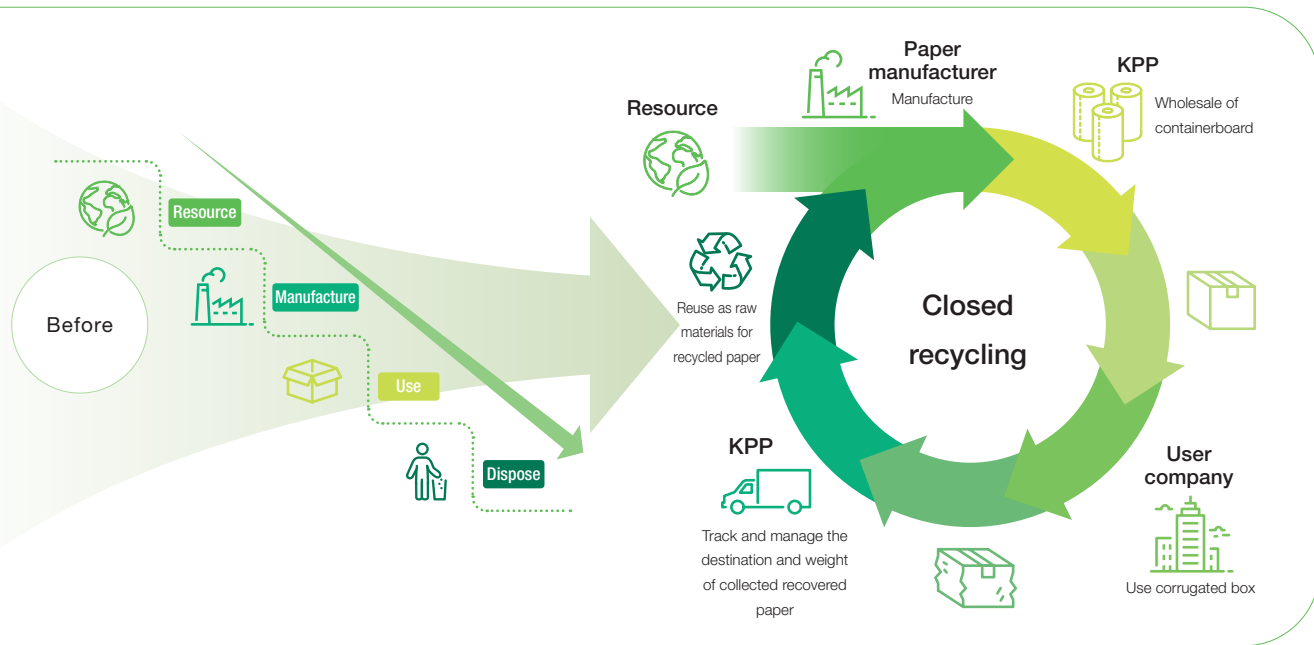 Before
Resource
Manufacture
Use
Dispose
Resource
Paper
manufacturer
Manufacture
KPP
Wholesale of
containerboard
User
company
Use corrugated box
KPP
Track and manage the
destination and weight
of collected recovered
paper
Reuse as raw
materials for
recycled paper
Closed
recycling